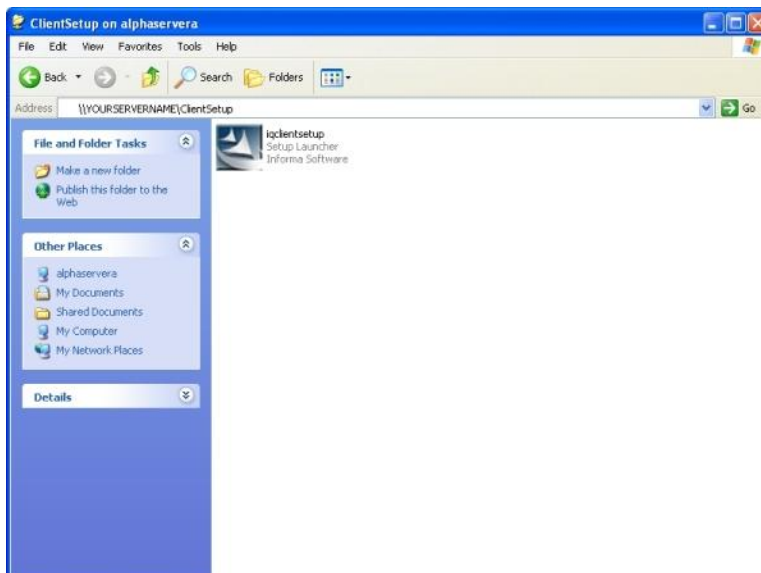 ClientSetup on alphaservera
File Edit View Favorites Tools Help
Back Search Folders
Address \\YOURSERVERNAME\ClientSetup Go
File and Folder Tasks
Make a new folder
Publish this folder to the
Web
Other Places
alphaservera
My Documents
Shared Documents
My Computer
My Network Places
Details
iqclientsetup
Setup Launcher
Informa Software